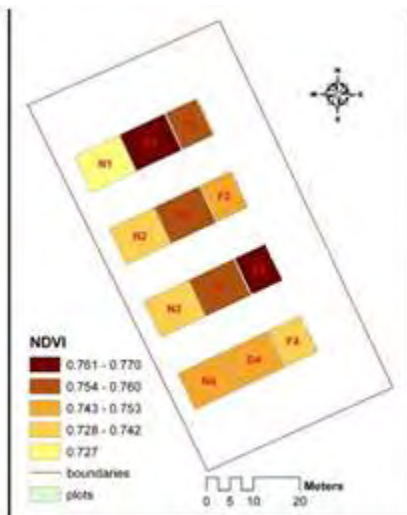 N1
N2 F2
N3
N4 D4 F4
NDVI
0.761 - 0.770
0.754 - 0.760
0.743 - 0.753
0.728 - 0.742
0.727
boundaries
plots
Meters
0 5 10 20